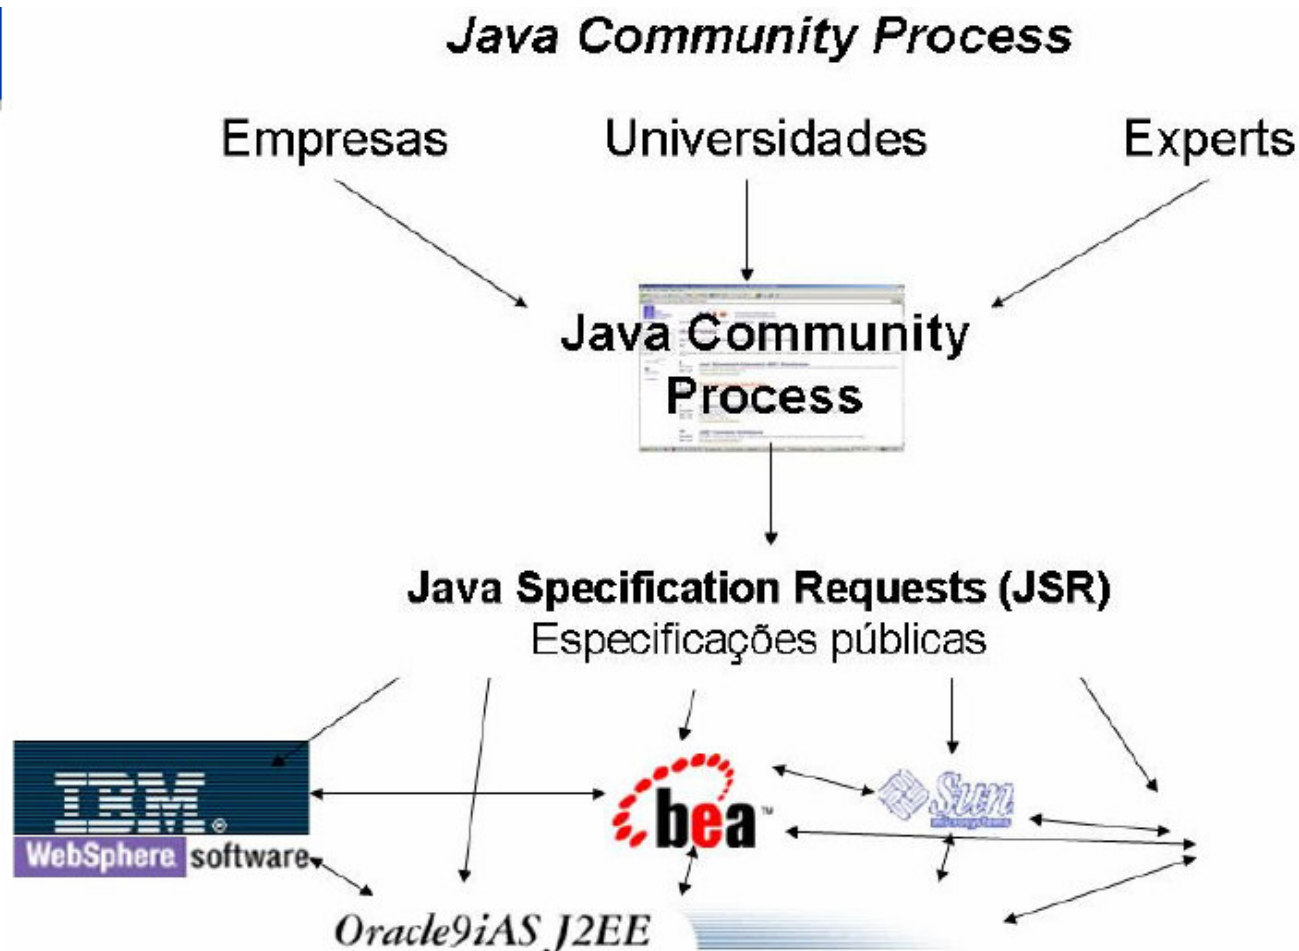 Java Community Process
Empresas Universidades Experts
Java Community
Process
Java Specification Requests (JSR)
Especificações públicas
IBM®
WebSphere software
bea™
Sun
microsystems
Oracle9iAS J2EE